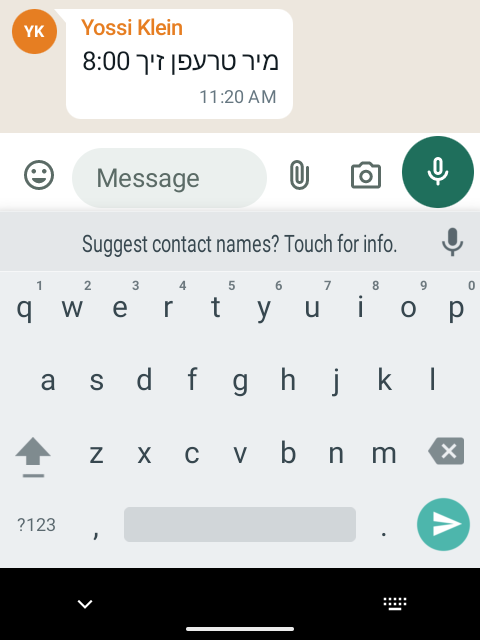 YK
Yossi Klein
מיר טרעפן זיך 8:00
11:20 AM
Message
Suggest contact names? Touch for info.
1 2 3 4 5 6 7 8 9 0
q w e r t y u i o p
a s d f g h j k l
z x c v b n m
?123 , .